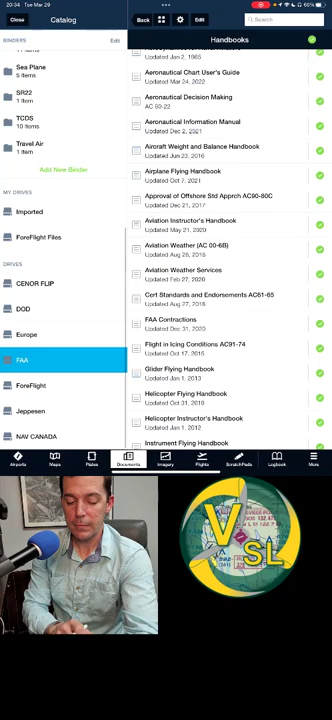 20:34 Tue Mar 29
66%
Close
Catalog
Back
Edit
Search
BINDERS
Edit
Handbooks
11 Items
Sea Plane
5 Items
SR22
1 Item
TCDS
10 Items
Travel Air
1 Item
Add New Binder
MY DRIVES
Imported
ForeFlight Files
DRIVES
CENOR FLIP
DOD
Europe
FAA
ForeFlight
Jeppesen
NAV CANADA
Updated Jan 2, 1965
Aeronautical Chart User's Guide
Updated Mar 24, 2022
Aeronautical Decision Making
AC 60-22
Aeronautical Information Manual
Updated Dec 2, 2021
Aircraft Weight and Balance Handbook
Updated Jun 23, 2016
Airplane Flying Handbook
Updated Oct 7, 2021
Approval of Offshore Std Apprch AC90-80C
Updated Dec 21, 2017
Aviation Instructor's Handbook
Updated May 21, 2020
Aviation Weather (AC 00-6B)
Updated Aug 26, 2016
Aviation Weather Services
Updated Feb 27, 2020
Cert Standards and Endorsements AC61-65
Updated Aug 27, 2018
FAA Contractions
Updated Dec 31, 2020
Flight in Icing Conditions AC91-74
Updated Oct 17, 2015
Glider Flying Handbook
Updated Jan 1, 2013
Helicopter Flying Handbook
Updated Oct 31, 2019
Helicopter Instructor's Handbook
Updated Jan 1, 2012
Instrument Flying Handbook
Airports
Maps
Plates
Documents
Imagery
Flights
ScratchPads
Logbook
More
VSL